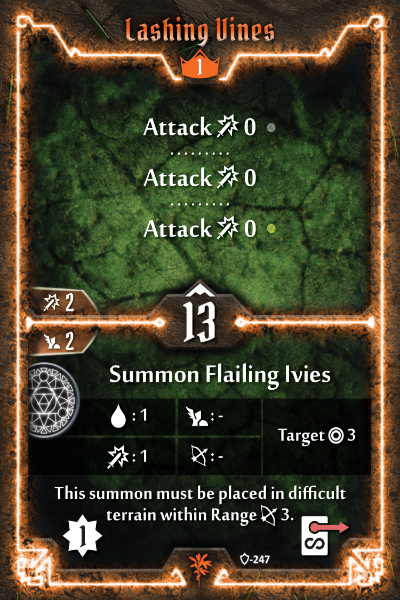 Lashing Vines
1
Attack 0
Attack 0
Attack 0
2
13
2
Summon Flailing Ivies
: 1 : -
Target 3
: 1 : -
This summon must be placed in difficult
terrain within Range 3.
1
-247